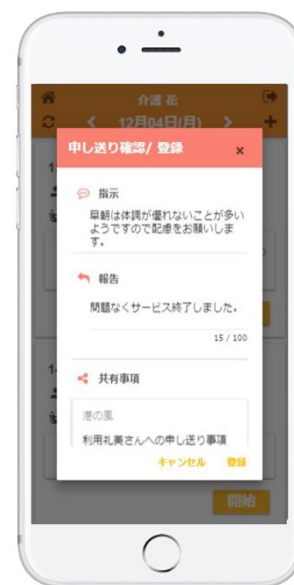 介護 花
12月04日(月)
申し送り確認/ 登録
指示
早朝は体調が優れないことが多い
ようですので配慮をお願いしま
す。
報告
問題なくサービス終了しました。
15 / 100
共有事項
港の風
利用礼美さんへの申し送り事項
キャンセル 登録
開始